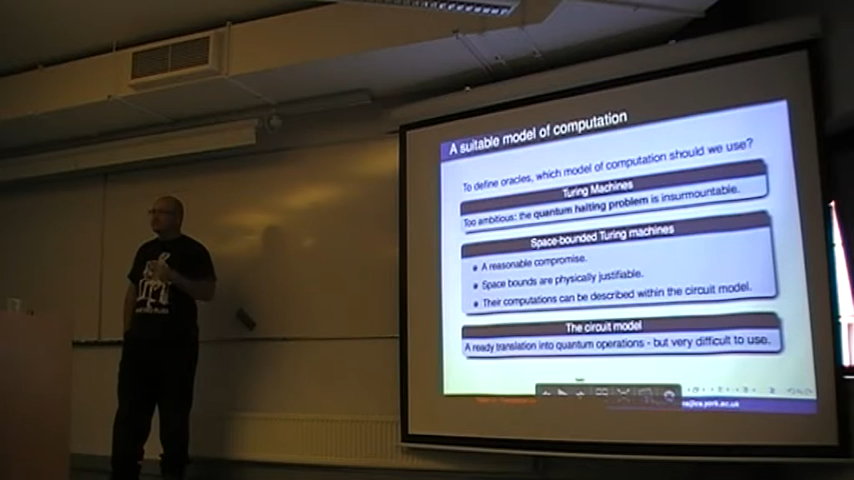 A suitable model of computation
To define oracles, which model of computation should we use?
Turing Machines
Too ambitious: the quantum halting problem is insurmountable.
Space-bounded Turing machines
A reasonable compromise.
Space bounds are physically justifiable.
Their computations can be described within the circuit model.
The circuit model
A ready translation into quantum operations - but very difficult to use.